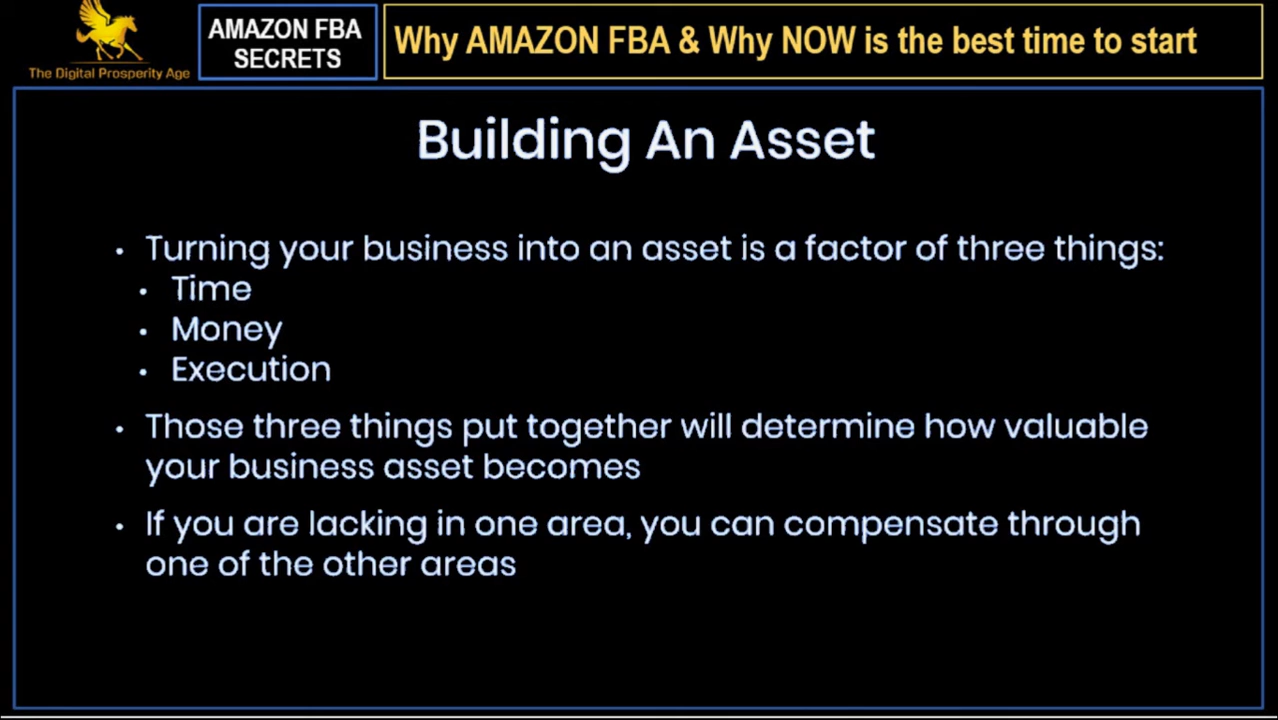 The Digital Prosperity Age
AMAZON FBA
SECRETS
Why AMAZON FBA & Why NOW is the best time to start
Building An Asset
• Turning your business into an asset is a factor of three things:
• Time
• Money
• Execution
• Those three things put together will determine how valuable
your business asset becomes
• If you are lacking in one area, you can compensate through
one of the other areas